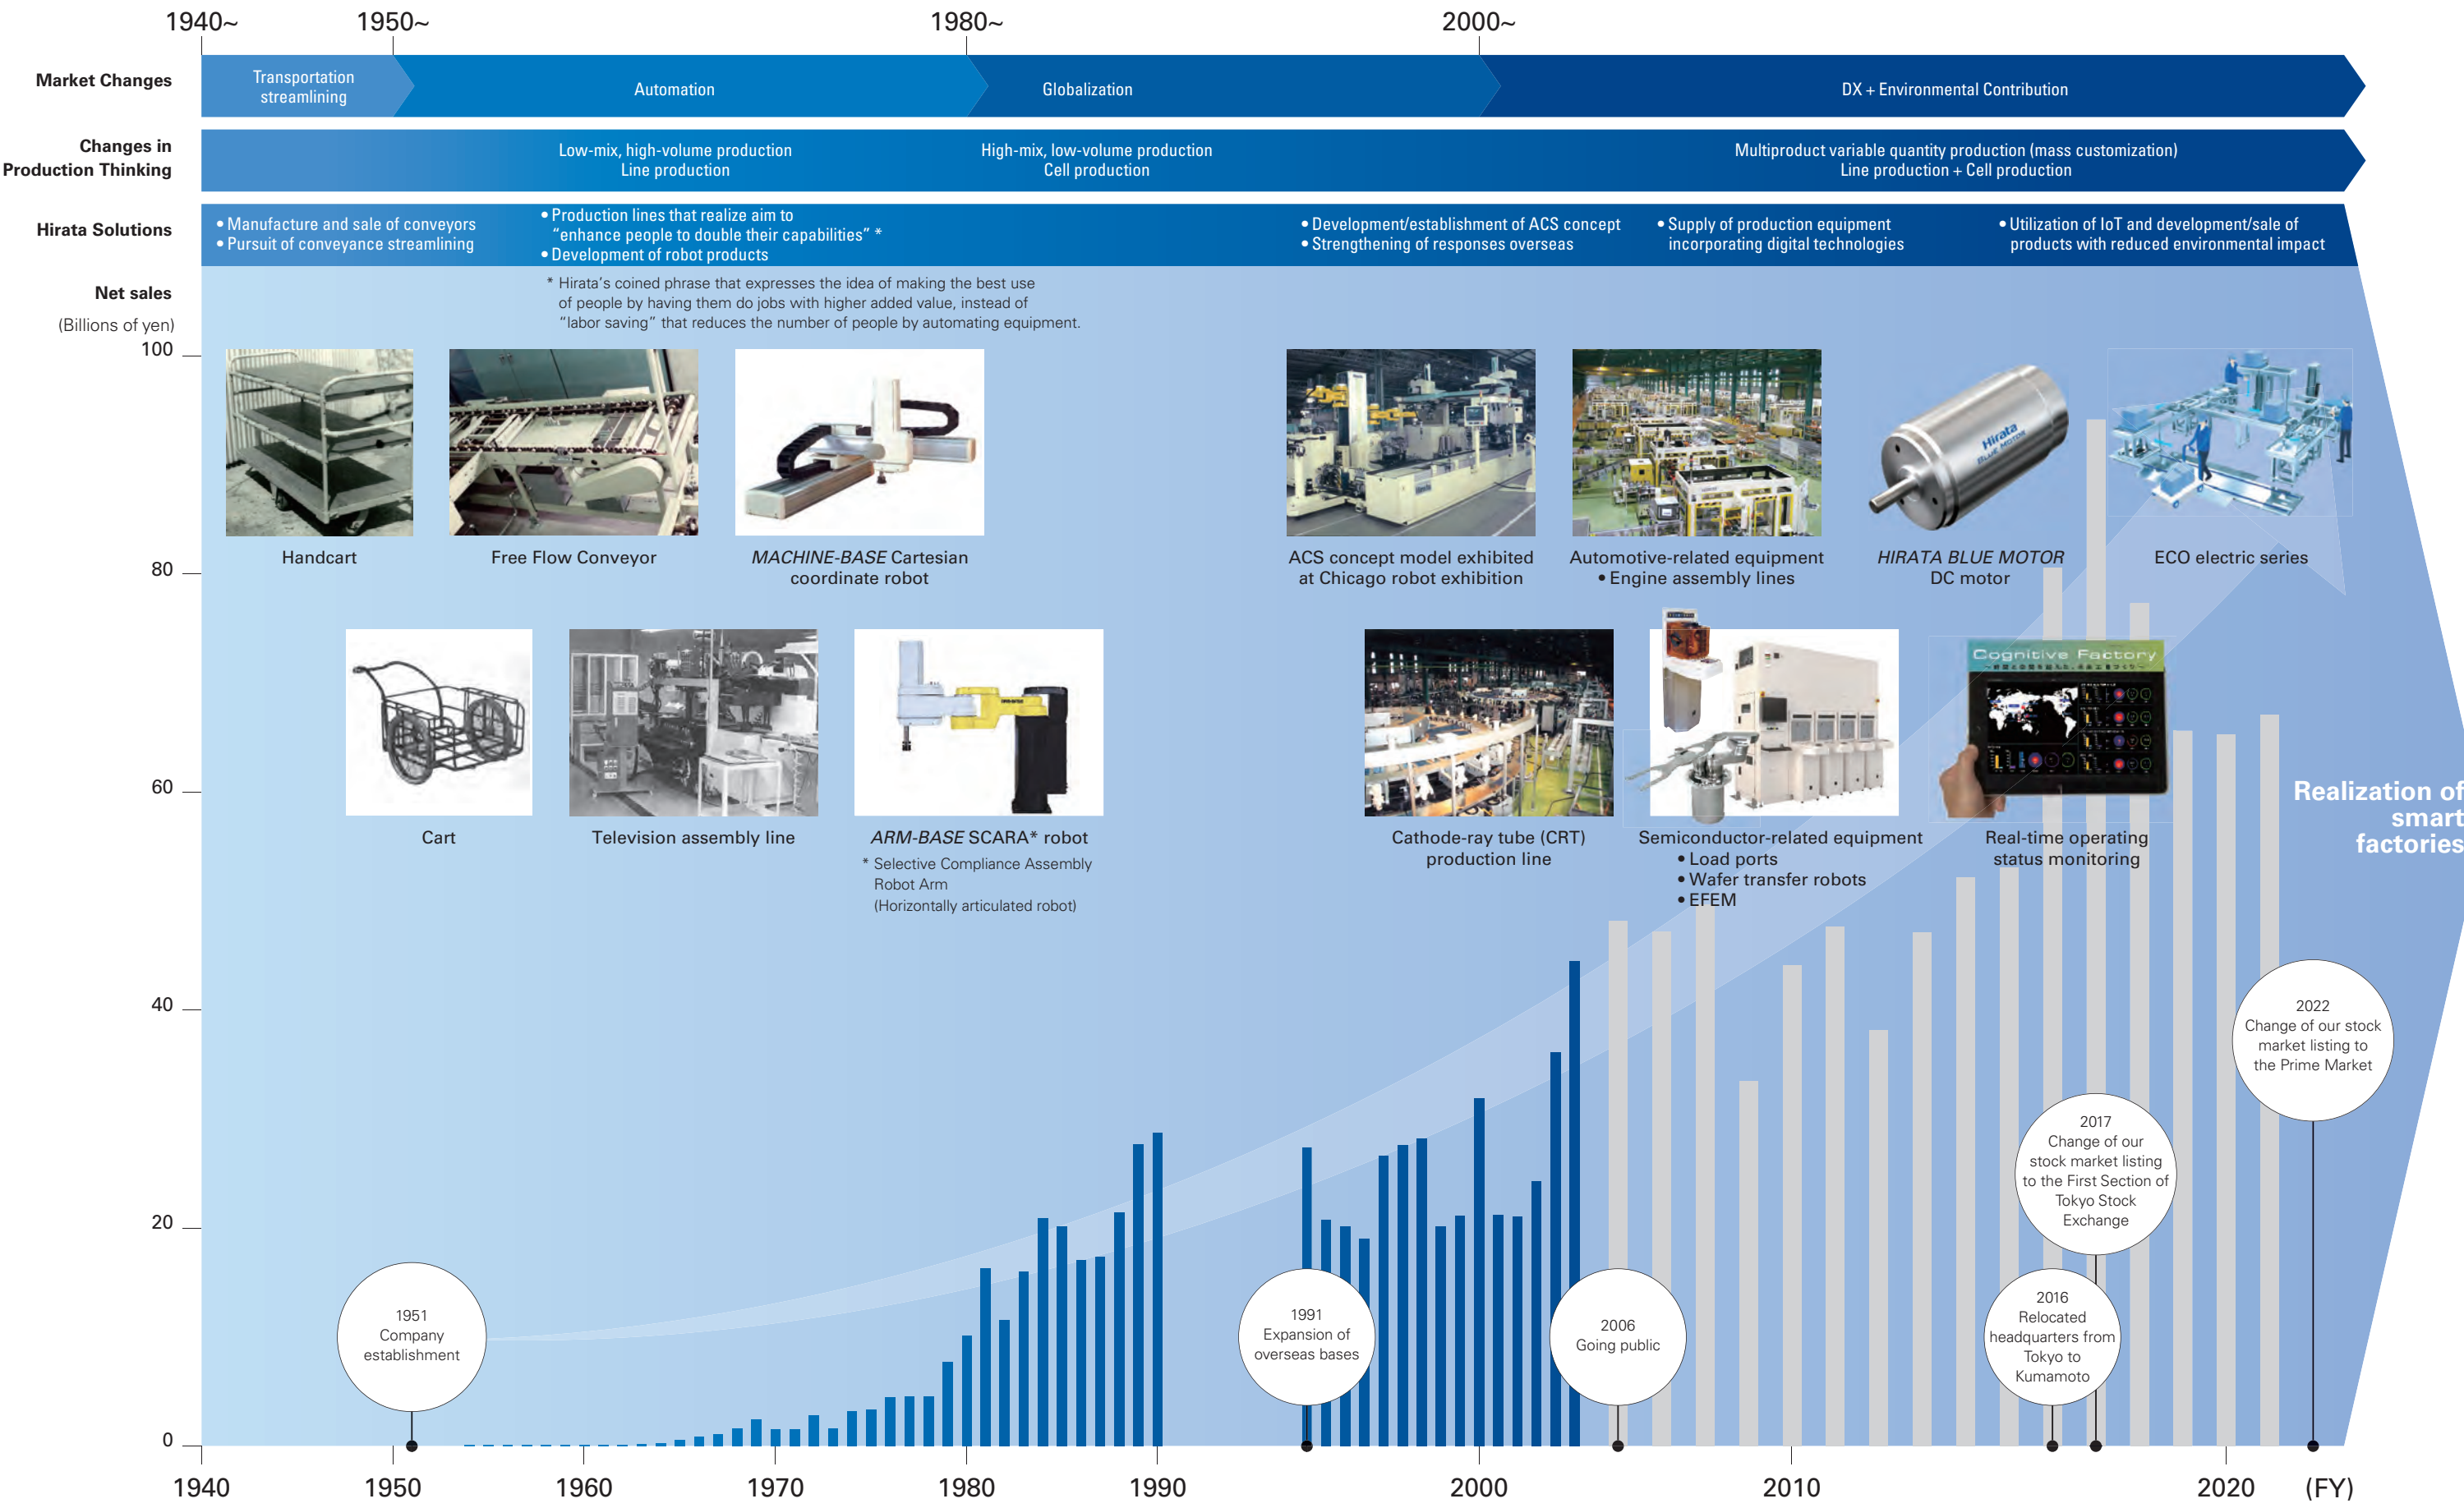 1940~
1950~
1980~
2000~
Market Changes
Transportation
streamlining
Automation
Globalization
DX + Environmental Contribution
Changes in
Production Thinking
Low-mix, high-volume production
Line production
High-mix, low-volume production
Cell production
Multiproduct variable quantity production (mass customization)
Line production + Cell production
Hirata Solutions
• Manufacture and sale of conveyors
• Pursuit of conveyance streamlining
• Production lines that realize aim to
“enhance people to double their capabilities” *
• Development of robot products
• Development/establishment of ACS concept
• Strengthening of responses overseas
• Supply of production equipment
incorporating digital technologies
• Utilization of IoT and development/sale of
products with reduced environmental impact
* Hirata’s coined phrase that expresses the idea of making the best use
of people by having them do jobs with higher added value, instead of
“labor saving” that reduces the number of people by automating equipment.
Net sales
(Billions of yen)
100
80
60
40
20
0
Handcart
Free Flow Conveyor
MACHINE-BASE Cartesian
coordinate robot
ACS concept model exhibited
at Chicago robot exhibition
Automotive-related equipment
• Engine assembly lines
Hirata
BLUE MOTOR
HIRATA BLUE MOTOR
DC motor
ECO electric series
Cart
Television assembly line
ARM-BASE SCARA* robot
* Selective Compliance Assembly
Robot Arm
(Horizontally articulated robot)
Cathode-ray tube (CRT)
production line
Semiconductor-related equipment
• Load ports
• Wafer transfer robots
• EFEM
Cognitive Factory
Real-time operating
status monitoring
Realization of
smart
factories
1951
Company
establishment
1991
Expansion of
overseas bases
2006
Going public
2016
Relocated
headquarters from
Tokyo to
Kumamoto
2017
Change of our
stock market listing
to the First Section of
Tokyo Stock
Exchange
2022
Change of our stock
market listing to
the Prime Market
1940
1950
1960
1970
1980
1990
2000
2010
2020
(FY)